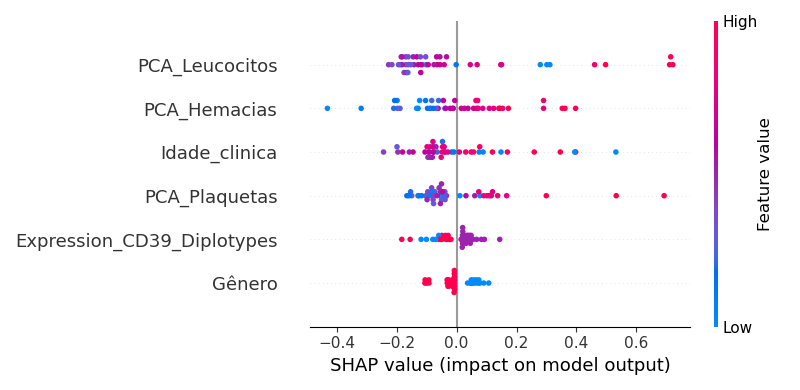 High
PCA_Leucocitos
PCA_Hemacias
Idade_clinica
PCA_Plaquetas
Expression_CD39_Diplotypes
Gênero
Feature value
Low
−0.4 −0.2 0.0 0.2 0.4 0.6
SHAP value (impact on model output)